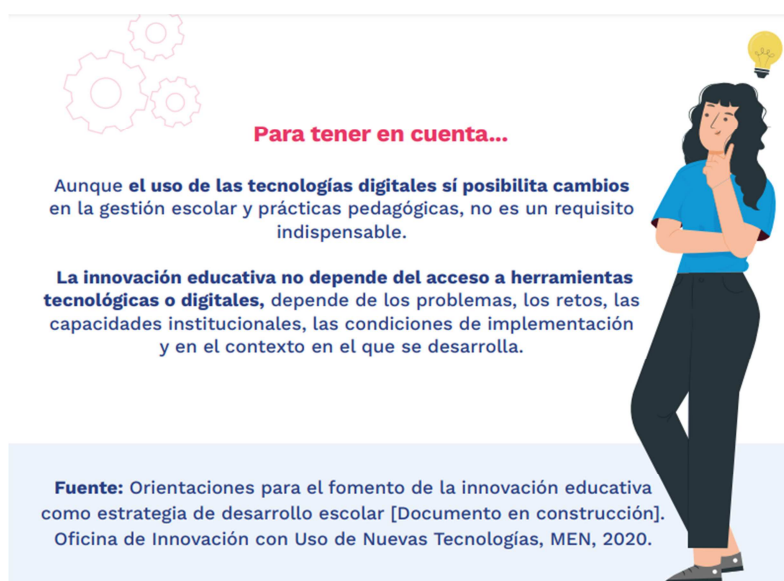 Para tener en cuenta...
Aunque el uso de las tecnologías digitales sí posibilita cambios
en la gestión escolar y prácticas pedagógicas, no es un requisito
indispensable.
La innovación educativa no depende del acceso a herramientas
tecnológicas o digitales, depende de los problemas, los retos, las
capacidades institucionales, las condiciones de implementación
y en el contexto en el que se desarrolla.
Fuente: Orientaciones para el fomento de la innovación educativa
como estrategia de desarrollo escolar [Documento en construcción].
Oficina de Innovación con Uso de Nuevas Tecnologías, MEN, 2020.